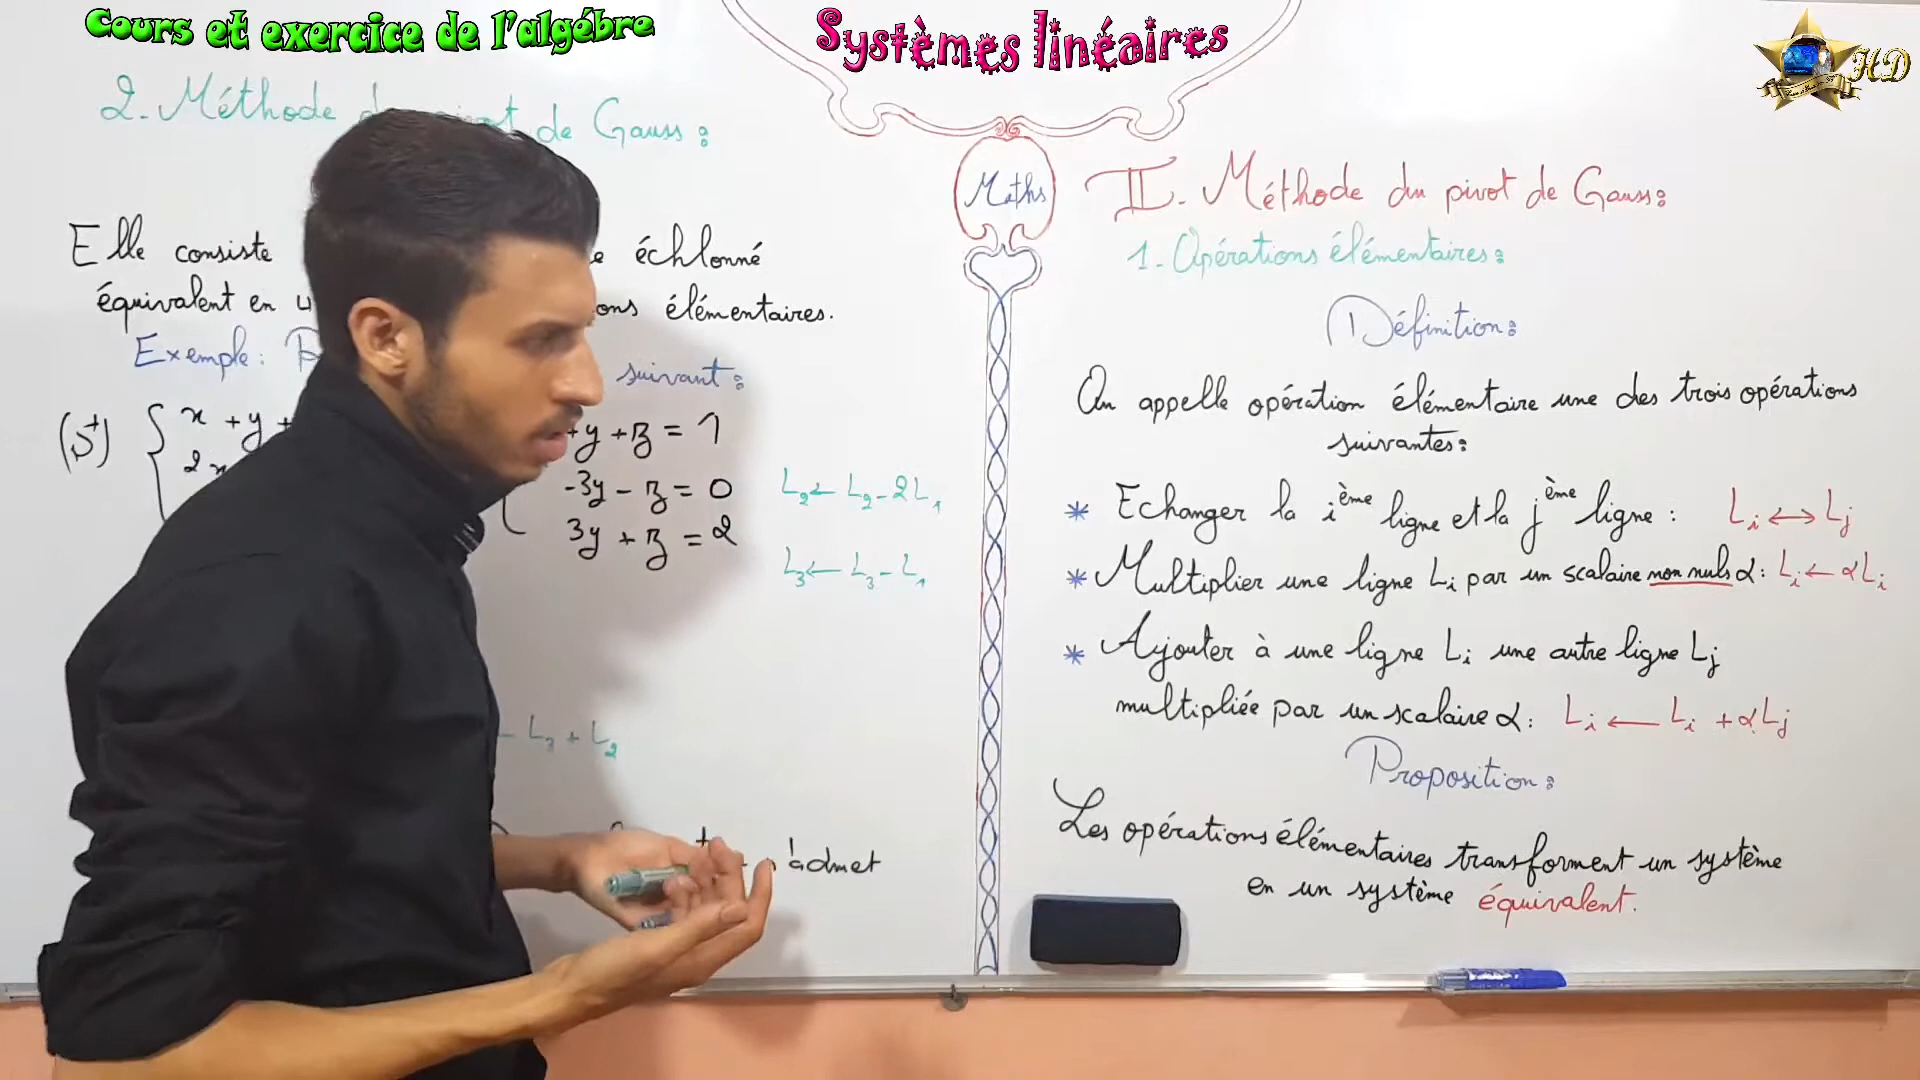 Cours et exercice de l'algébre
Systèmes linéaires
HD
2. Méthode de Gauss :
Elle consiste échlonné
équivalent en élémentaires.
Exemple : suivant :
(S) { x + y +
+y +z = 1
-3y - z = 0
3y + z = 2
L2 ← L2 - 2L1
L3 ← L3 - L1
← L3 + L2
n'admet
Maths
II. Méthode du pivot de Gauss:
1. Opérations élémentaires:
Définition:
On appelle opération élémentaire une des trois opérations
suivantes:
* Echanger la ième ligne et la jème ligne : Li ↔ Lj
* Multiplier une ligne Li par un scalaire non nuls α : Li ← αLi
* Ajouter à une ligne Li une autre ligne Lj
multipliée par un scalaire α : Li ← Li + αLj
Proposition:
Les opérations élémentaires transforment un système
en un système équivalent.